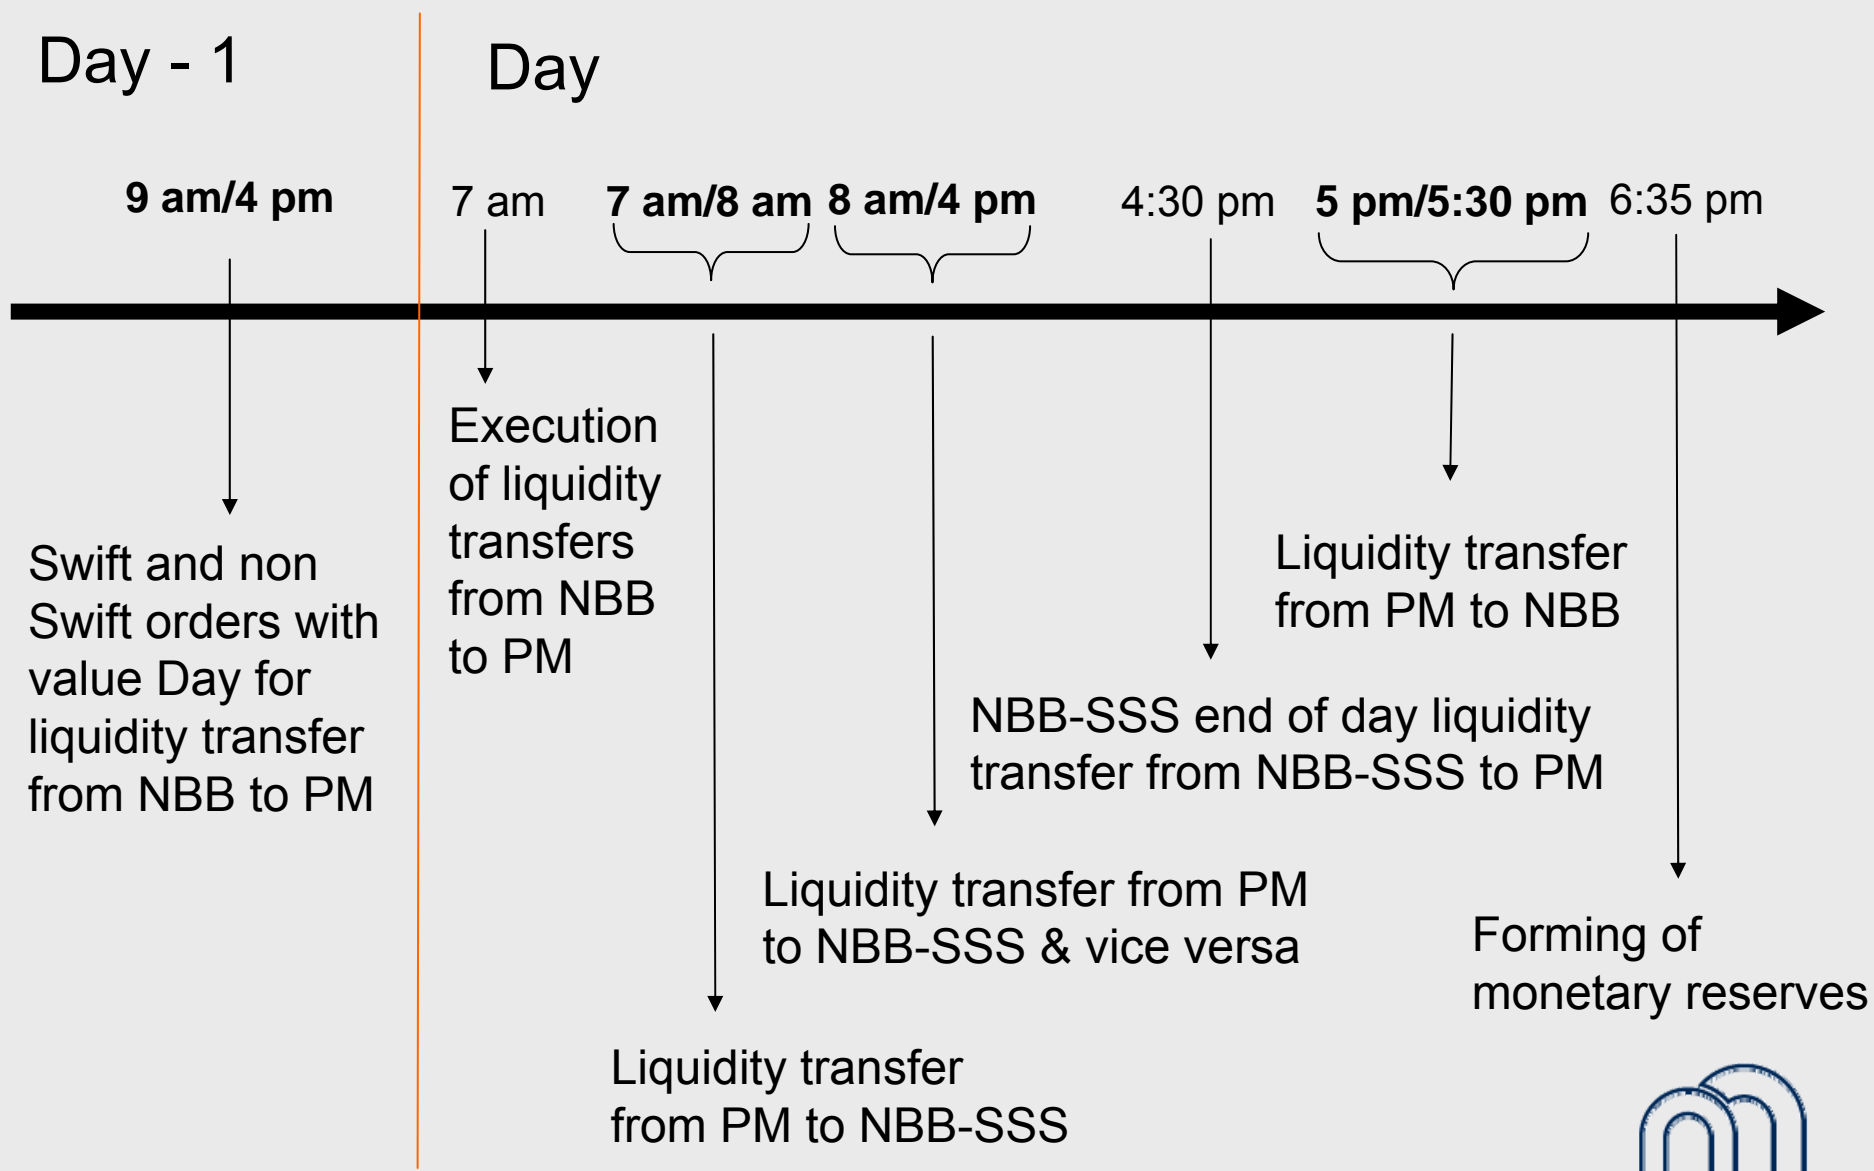 Day - 1
Day
9 am/4 pm
7 am
7 am/8 am
8 am/4 pm
4:30 pm
5 pm/5:30 pm
6:35 pm
Swift and non
Swift orders with
value Day for
liquidity transfer
from NBB to PM
Execution
of liquidity
transfers
from NBB
to PM
Liquidity transfer
from PM to NBB-SSS
Liquidity transfer from PM
to NBB-SSS & vice versa
NBB-SSS end of day liquidity
transfer from NBB-SSS to PM
Liquidity transfer
from PM to NBB
Forming of
monetary reserves